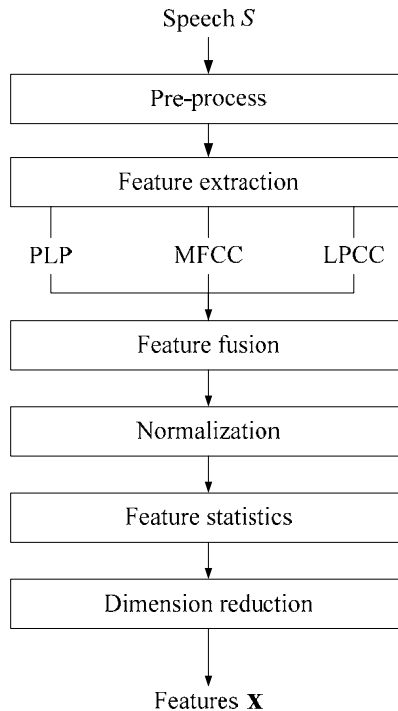 Speech S
Pre-process
Feature extraction
PLP MFCC LPCC
Feature fusion
Normalization
Feature statistics
Dimension reduction
Features x